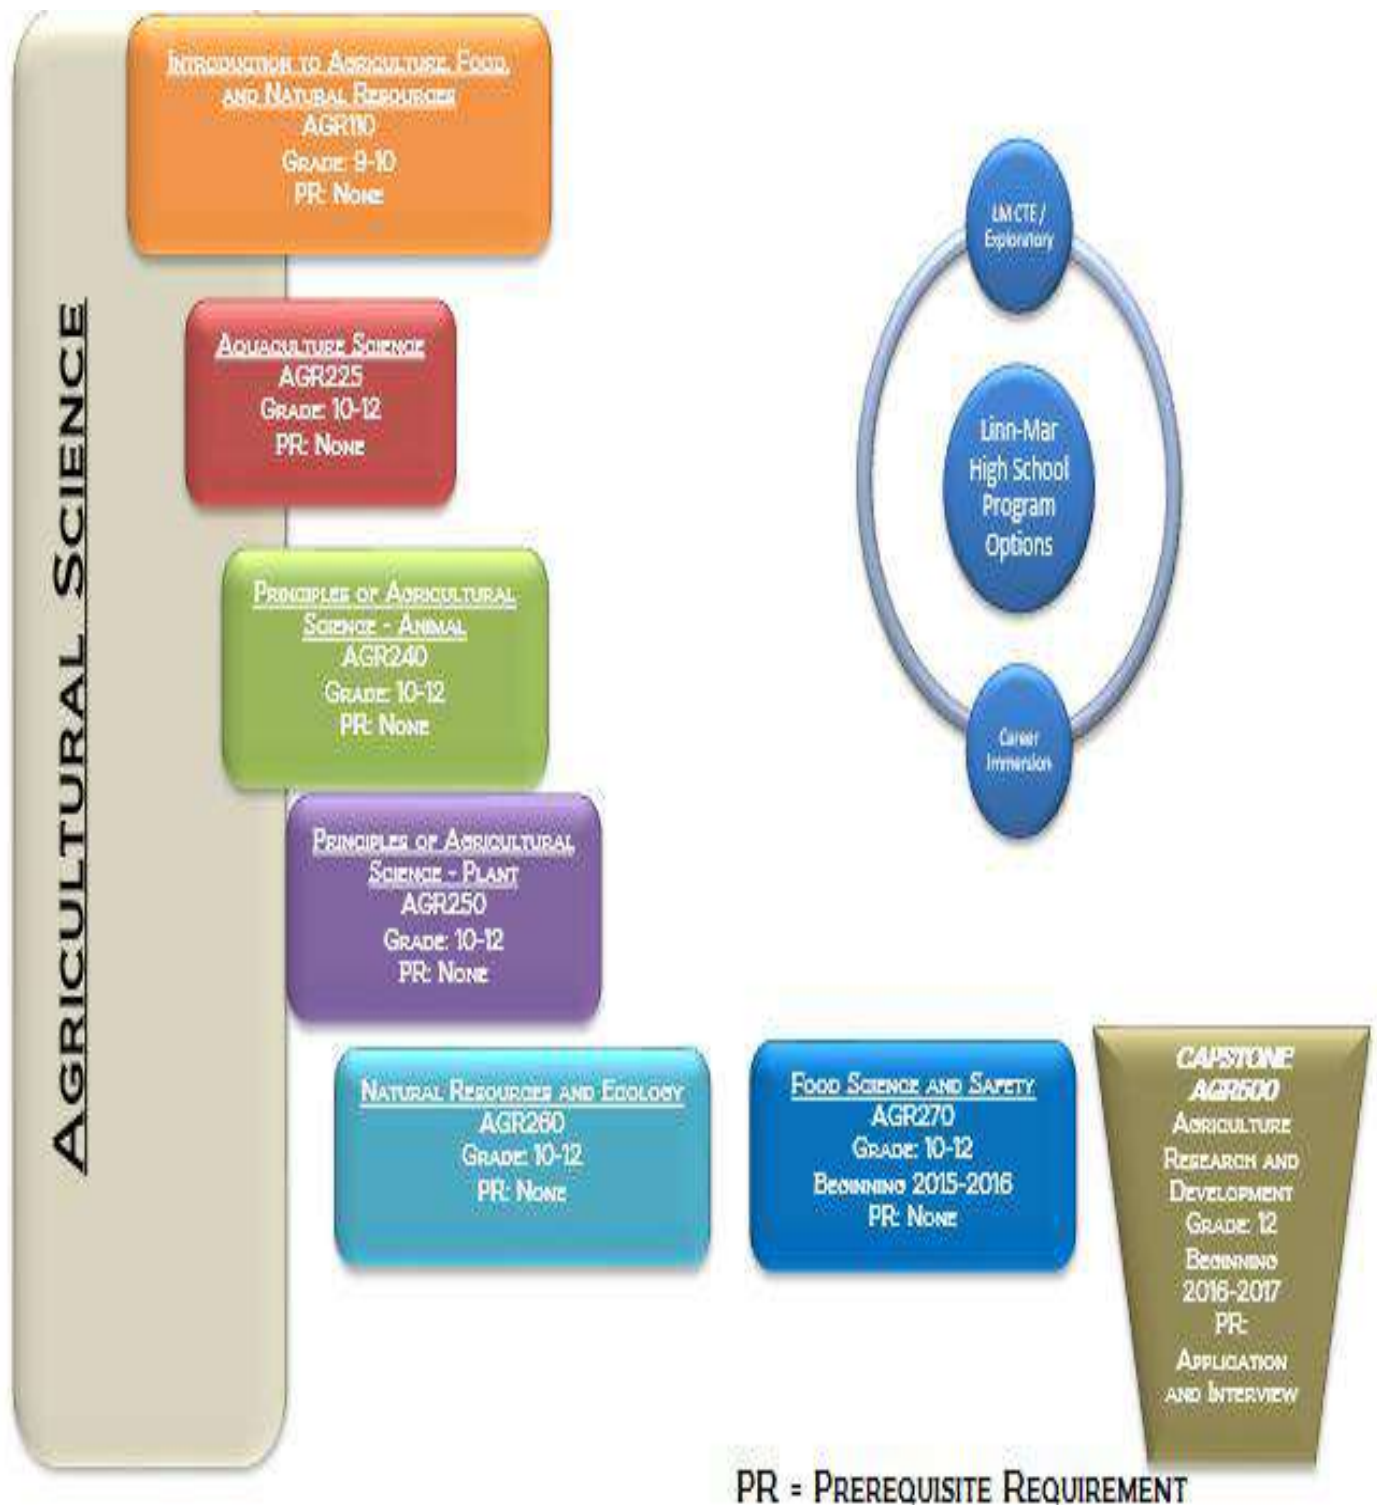 AGRICULTURAL SCIENCE
INTRODUCTION TO AGRICULTURE, FOOD,
AND NATURAL RESOURCES
AGR110
GRADE: 9-10
PR: NONE
AQUACULTURE SCIENCE
AGR225
GRADE: 10-12
PR: NONE
PRINCIPLES OF AGRICULTURAL
SCIENCE - ANIMAL
AGR240
GRADE: 10-12
PR: NONE
PRINCIPLES OF AGRICULTURAL
SCIENCE - PLANT
AGR250
GRADE: 10-12
PR: NONE
NATURAL RESOURCES AND ECOLOGY
AGR260
GRADE: 10-12
PR: NONE
FOOD SCIENCE AND SAFETY
AGR270
GRADE: 10-12
BEGINNING 2015-2016
PR: NONE
CAPSTONE
AGR500
AGRICULTURE
RESEARCH AND
DEVELOPMENT
GRADE: 12
BEGINNING
2016-2017
PR:
APPLICATION
AND INTERVIEW
LM CTE /
Exploratory
Linn-Mar
High School
Program
Options
Career
Immersion
PR = PREREQUISITE REQUIREMENT